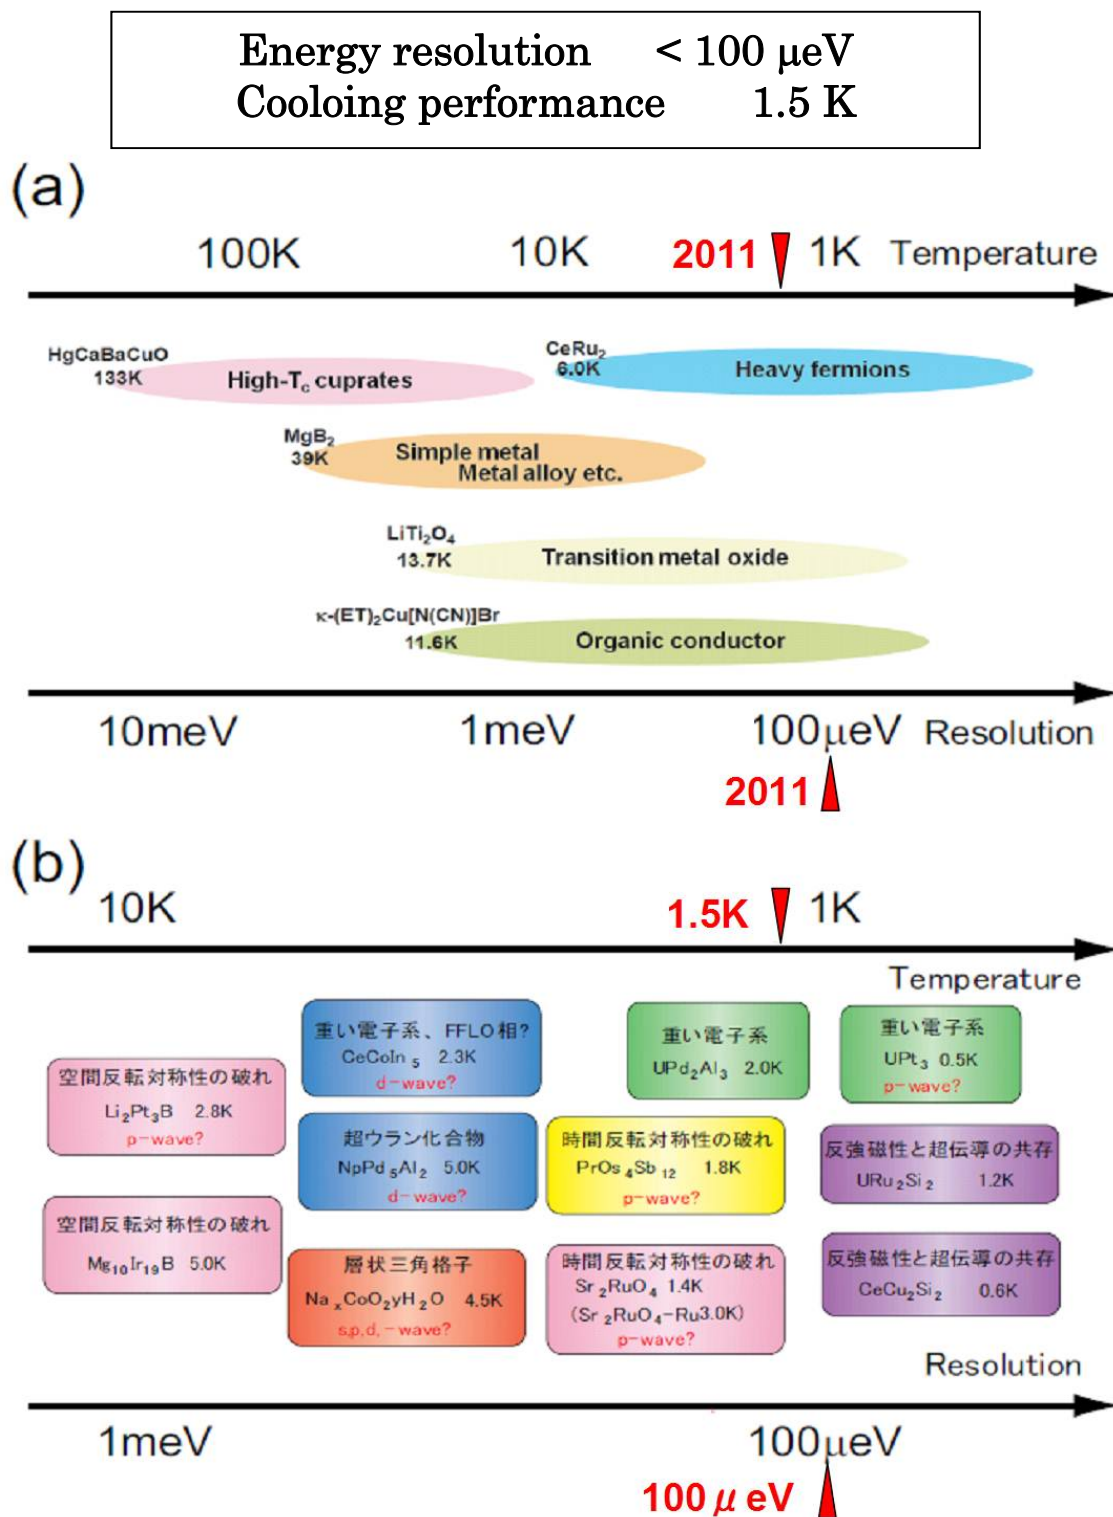 Energy resolution < 100 μeV
Cooloing performance 1.5 K
(a)
100K 10K 2011 1K Temperature
HgCaBaCuO
133K
High-Tc cuprates
CeRu2
6.0K
Heavy fermions
MgB2
39K
Simple metal
Metal alloy etc.
LiTi2O4
13.7K
Transition metal oxide
κ-(ET)2Cu[N(CN)]Br
11.6K
Organic conductor
10meV 1meV 100μeV Resolution
2011
(b)
10K 1.5K 1K
Temperature
重い電子系、FFLO相?
CeCoIn5 2.3K
d-wave?
重い電子系
UPd2Al3 2.0K
重い電子系
UPt3 0.5K
p-wave?
空間反転対称性の破れ
Li2Pt3B 2.8K
p-wave?
超ウラン化合物
NpPd5Al2 5.0K
d-wave?
時間反転対称性の破れ
PrOs4Sb12 1.8K
p-wave?
反強磁性と超伝導の共存
URu2Si2 1.2K
空間反転対称性の破れ
Mg10Ir19B 5.0K
層状三角格子
NaxCoO2yH2O 4.5K
s,p,d,-wave?
時間反転対称性の破れ
Sr2RuO4 1.4K
(Sr2RuO4-Ru3.0K)
p-wave?
反強磁性と超伝導の共存
CeCu2Si2 0.6K
Resolution
1meV 100μeV
100μeV